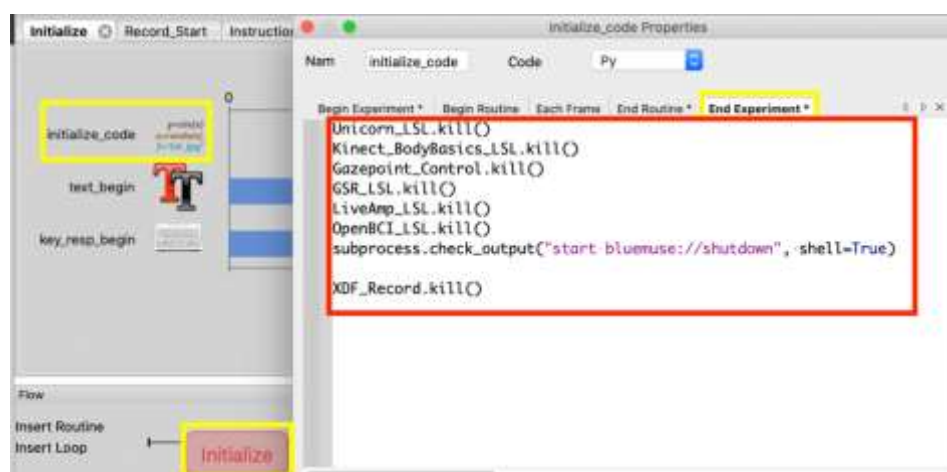 Initialize
Record_Start
Instruction
initialize_code Properties
Nam
initialize_code
Code
Py
0
Begin Experiment *
Begin Routine
Each Frame
End Routine *
End Experiment *
initialize_code
text_begin
key_resp_begin
Unicorn_LSL.kill()
Kinect_BodyBasics_LSL.kill()
Gazepoint_Control.kill()
GSR_LSL.kill()
LiveAmp_LSL.kill()
OpenBCI_LSL.kill()
subprocess.check_output("start bluemuse://shutdown", shell=True)
XDF_Record.kill()
Flow
Insert Routine
Insert Loop
Initialize